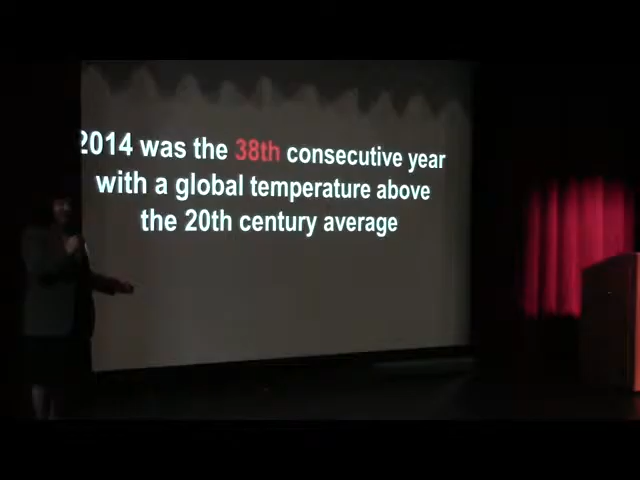 2014 was the 38th consecutive year
with a global temperature above
the 20th century average